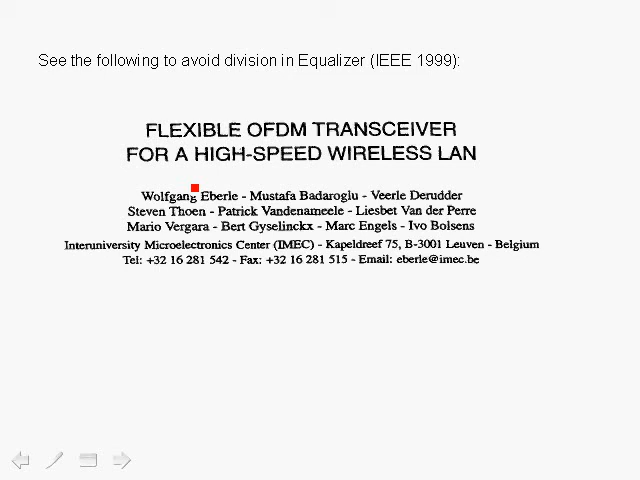 See the following to avoid division in Equalizer (IEEE 1999):
FLEXIBLE OFDM TRANSCEIVER
FOR A HIGH-SPEED WIRELESS LAN
Wolfgang Eberle - Mustafa Badaroglu - Veerle Derudder
Steven Thoen - Patrick Vandenameele - Liesbet Van der Perre
Mario Vergara - Bert Gyselinckx - Marc Engels - Ivo Bolsens
Interuniversity Microelectronics Center (IMEC) - Kapeldreef 75, B-3001 Leuven - Belgium
Tel: +32 16 281 542 - Fax: +32 16 281 515 - Email: eberle@imec.be